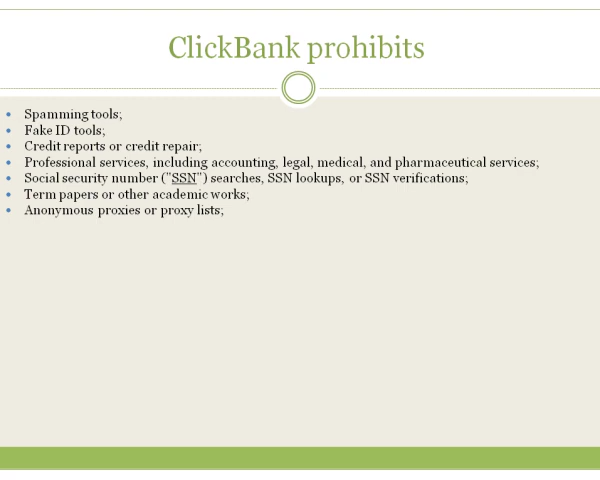 ClickBank prohibits
• Spamming tools;
• Fake ID tools;
• Credit reports or credit repair;
• Professional services, including accounting, legal, medical, and pharmaceutical services;
• Social security number ("SSN") searches, SSN lookups, or SSN verifications;
• Term papers or other academic works;
• Anonymous proxies or proxy lists;